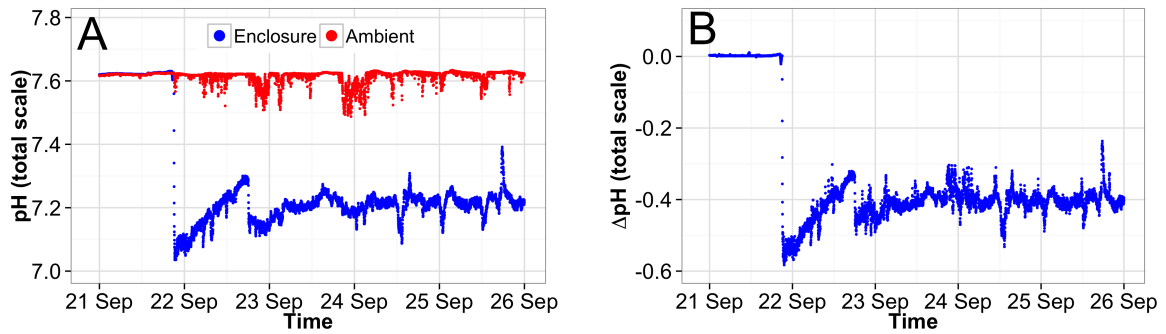 A
Enclosure Ambient
pH (total scale)
7.8
7.6
7.4
7.2
7.0
21 Sep 22 Sep 23 Sep 24 Sep 25 Sep 26 Sep
Time
B
ΔpH (total scale)
0.0
-0.2
-0.4
-0.6
21 Sep 22 Sep 23 Sep 24 Sep 25 Sep 26 Sep
Time